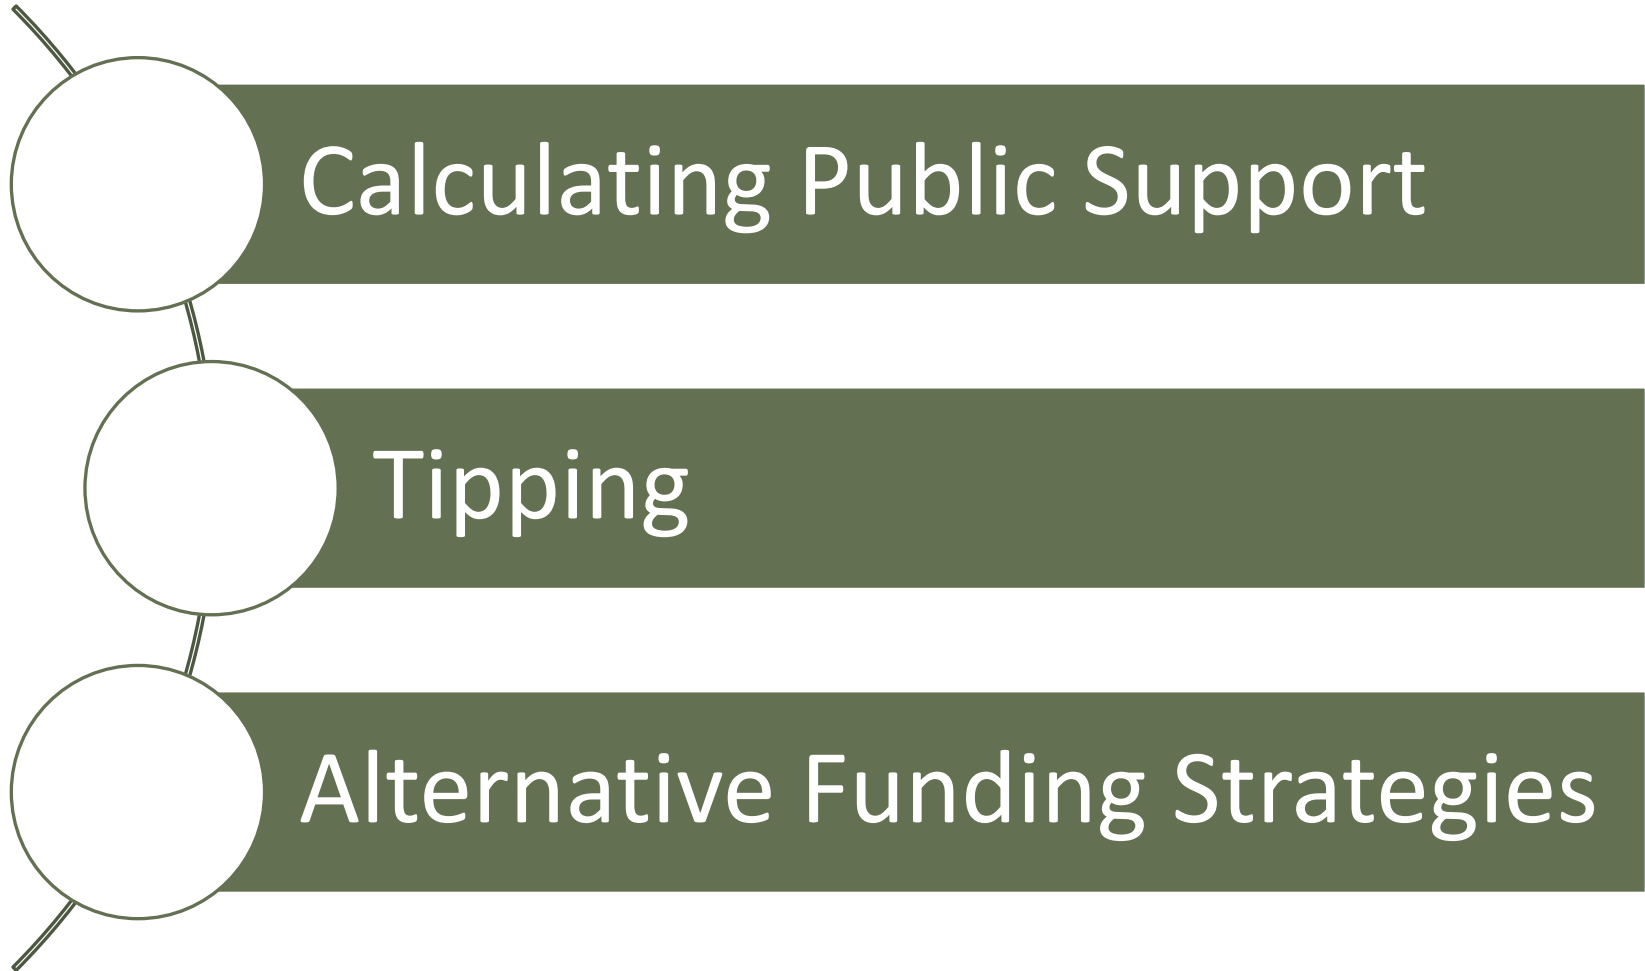 Calculating Public Support
Tipping
Alternative Funding Strategies